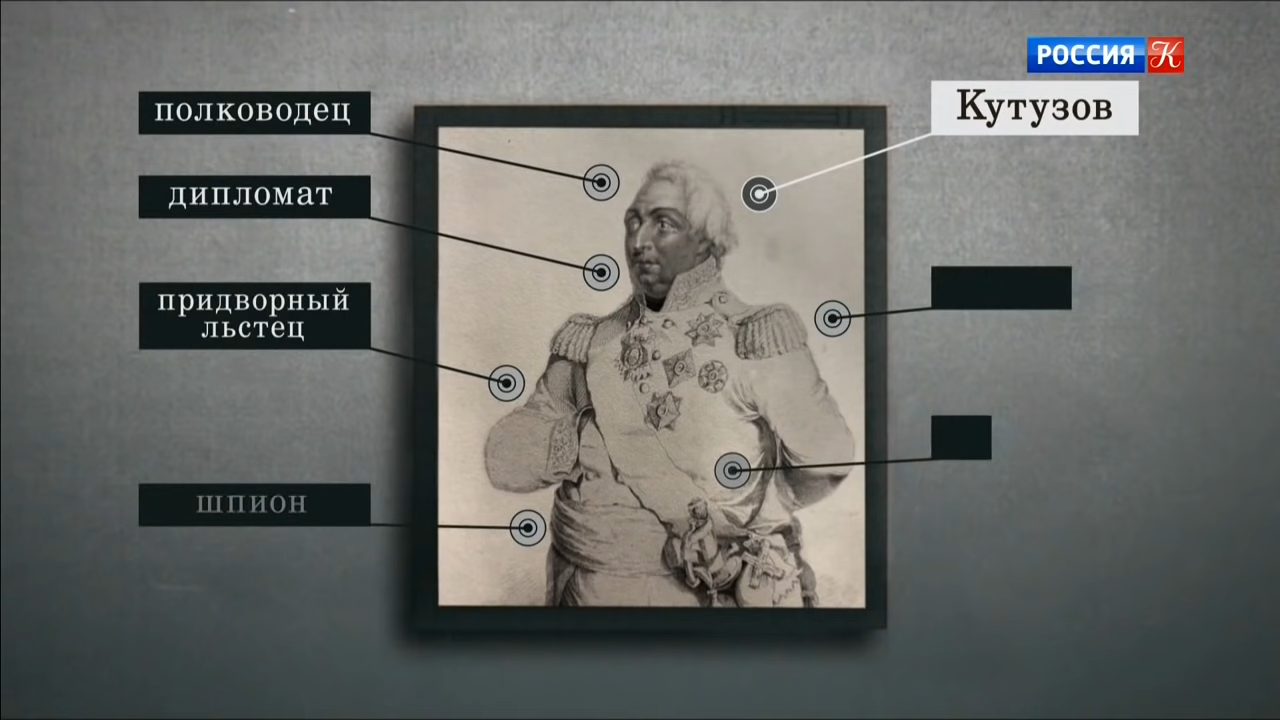 РОССИЯ К
полководец
Кутузов
дипломат
придворный
льстец
шпион